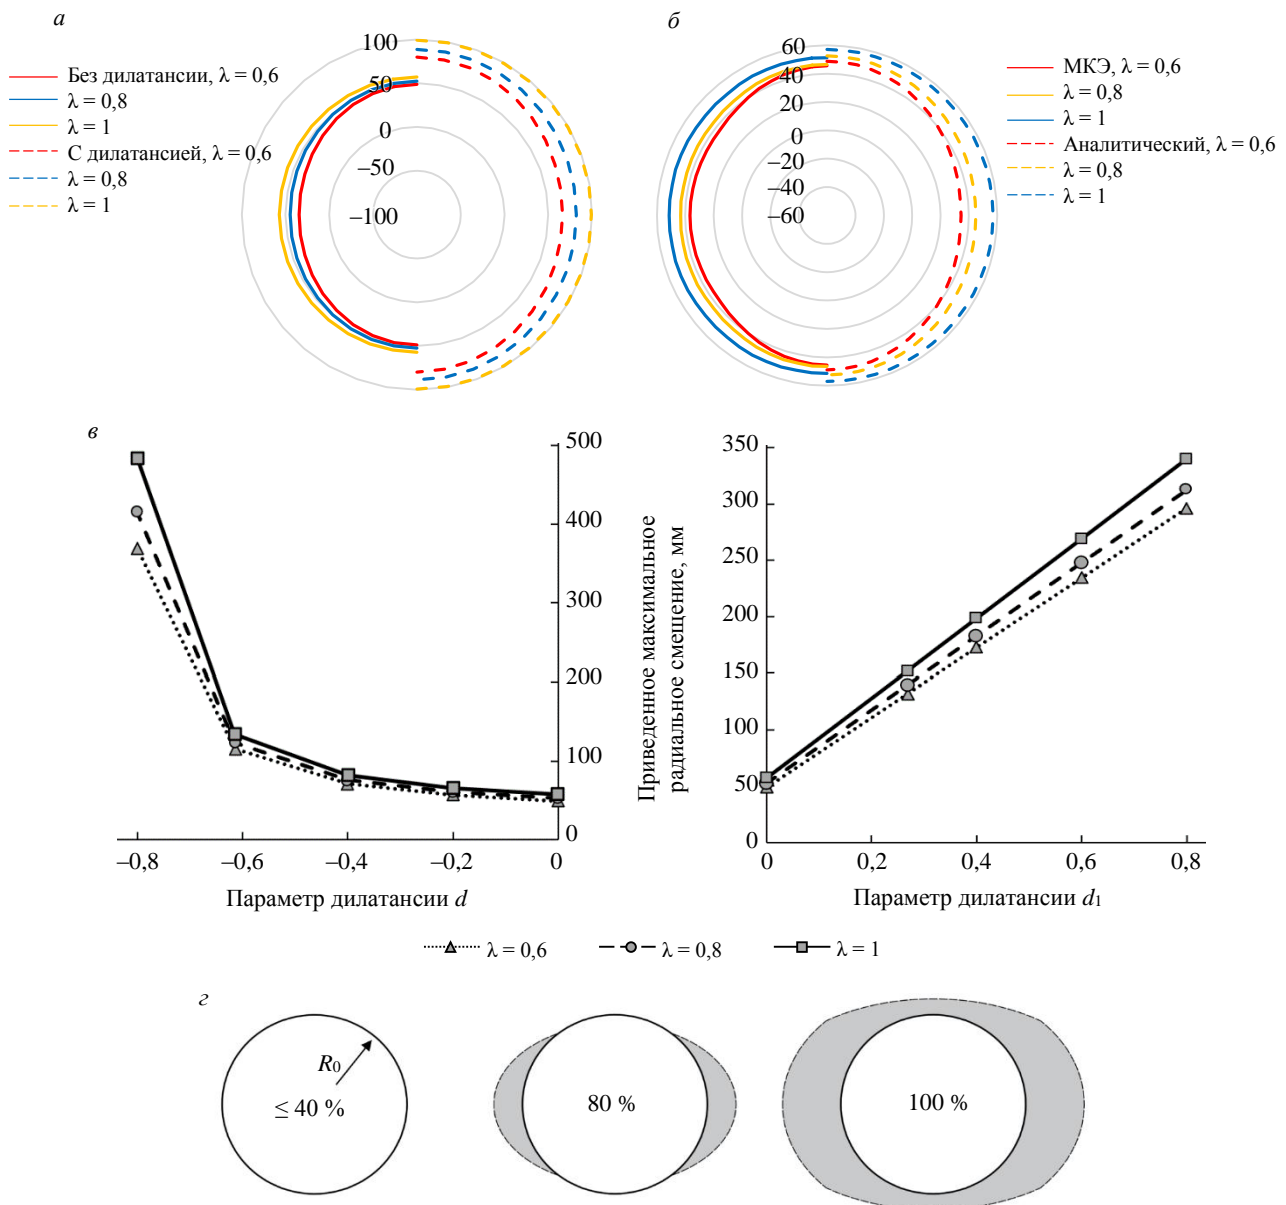 а
100
50
0
–50
–100
Без дилатансии, λ = 0,6
λ = 0,8
λ = 1
С дилатансией, λ = 0,6
λ = 0,8
λ = 1
б
60
40
20
0
–20
–40
–60
МКЭ, λ = 0,6
λ = 0,8
λ = 1
Аналитический, λ = 0,6
λ = 0,8
λ = 1
в
500
400
300
200
100
0
–0,8 –0,6 –0,4 –0,2 0
Параметр дилатансии d
Приведенное максимальное
радиальное смещение, мм
350
300
250
200
150
100
50
0
0 0,2 0,4 0,6 0,8
Параметр дилатансии d1
λ = 0,6 λ = 0,8 λ = 1
г
R0
≤ 40 %
80 %
100 %